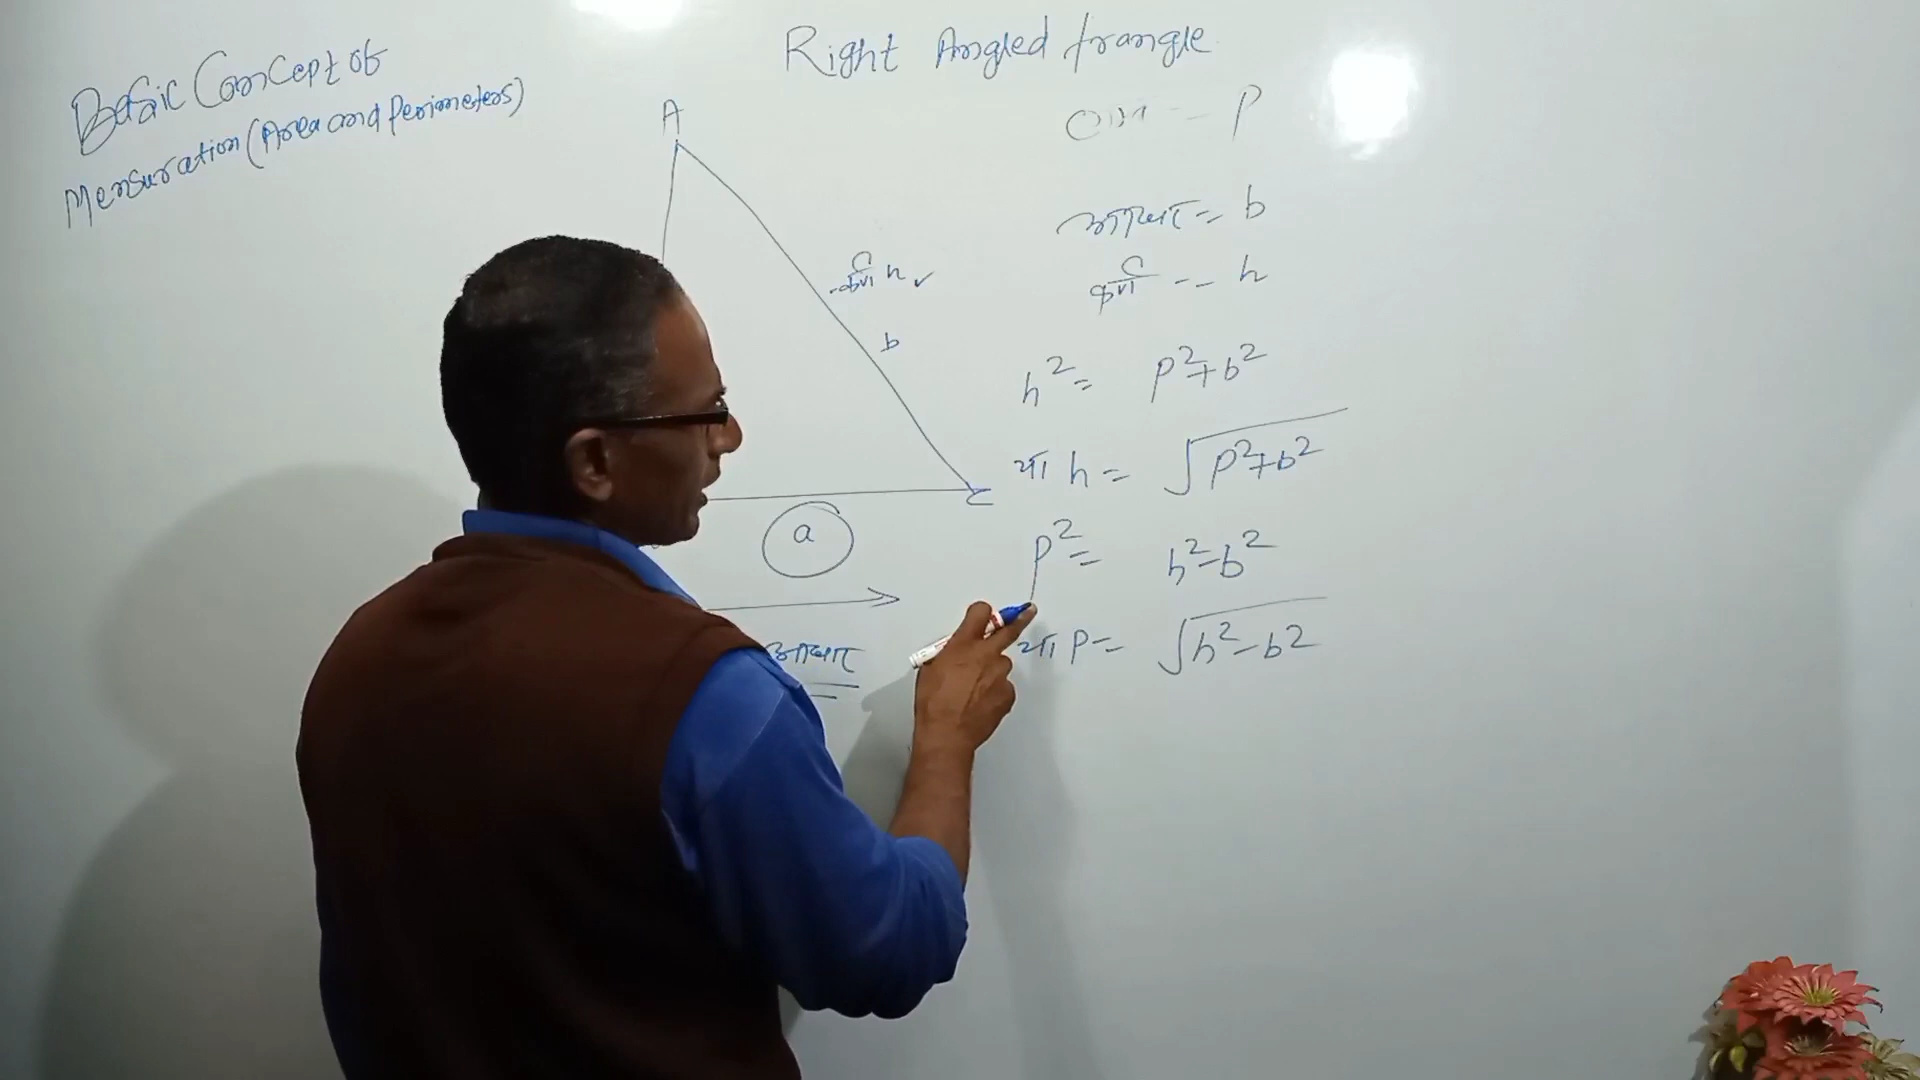 Basic Concept of
Mensuration (Area and Perimeters)
Right Angled trangle
A
कर्ण h ✓
b
C
a
आधार
लम्ब -- P
आधार -- b
कर्ण -- h
h² = p²+b²
या h = √p²+b²
p² = h²-b²
या p = √h²-b²